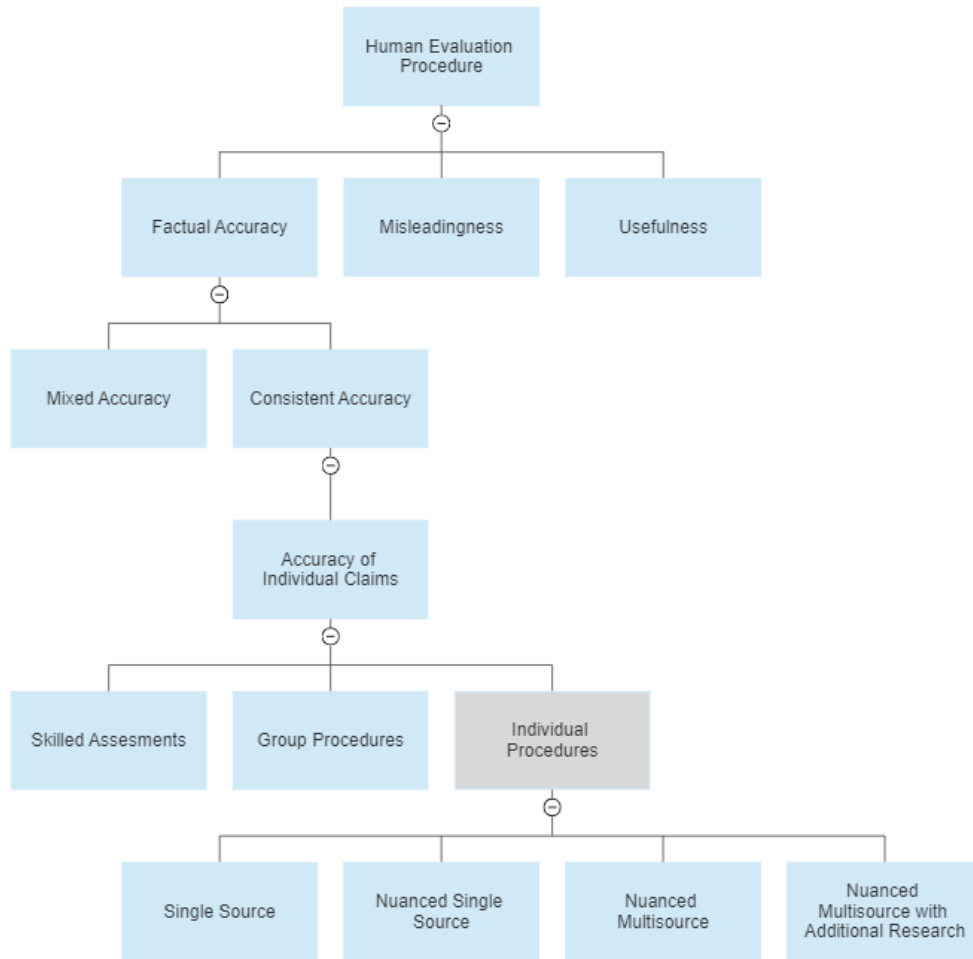 Human Evaluation
Procedure
Factual Accuracy
Misleadingness
Usefulness
Mixed Accuracy
Consistent Accuracy
Accuracy of
Individual Claims
Skilled Assesments
Group Procedures
Individual
Procedures
Single Source
Nuanced Single
Source
Nuanced
Multisource
Nuanced
Multisource with
Additional Research